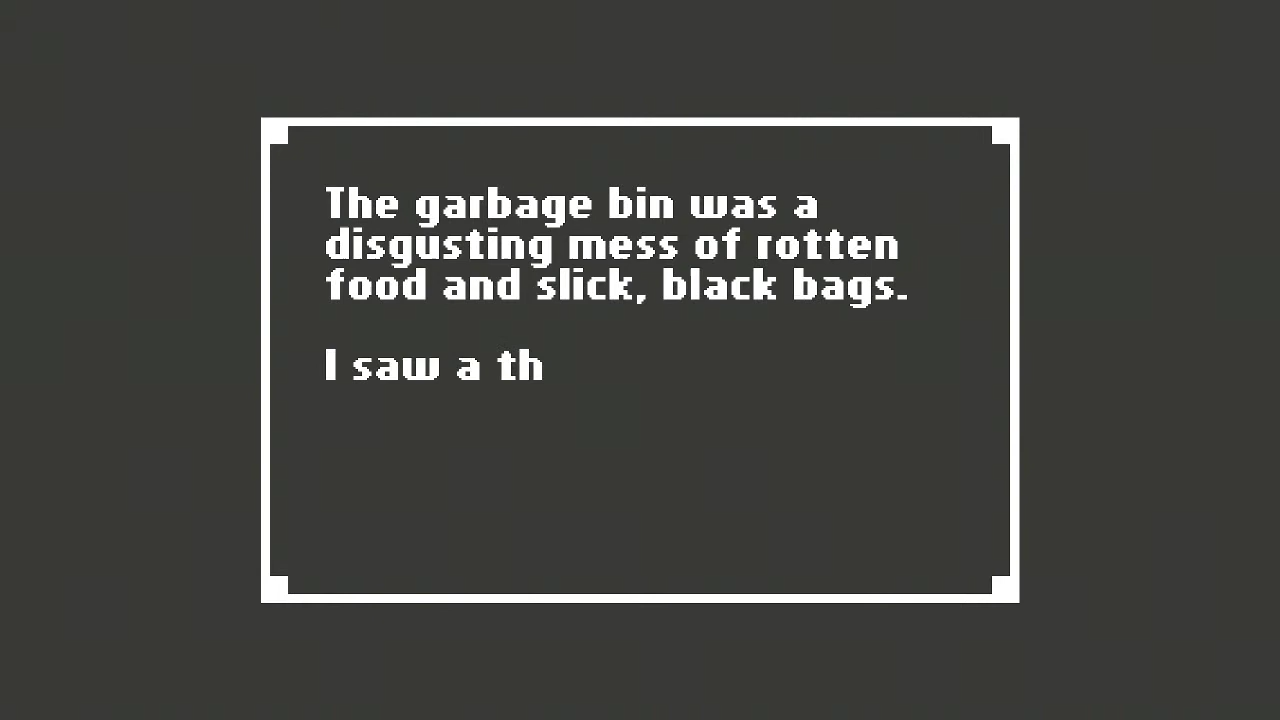 The garbage bin was a
disgusting mess of rotten
food and slick, black bags.
I saw a th